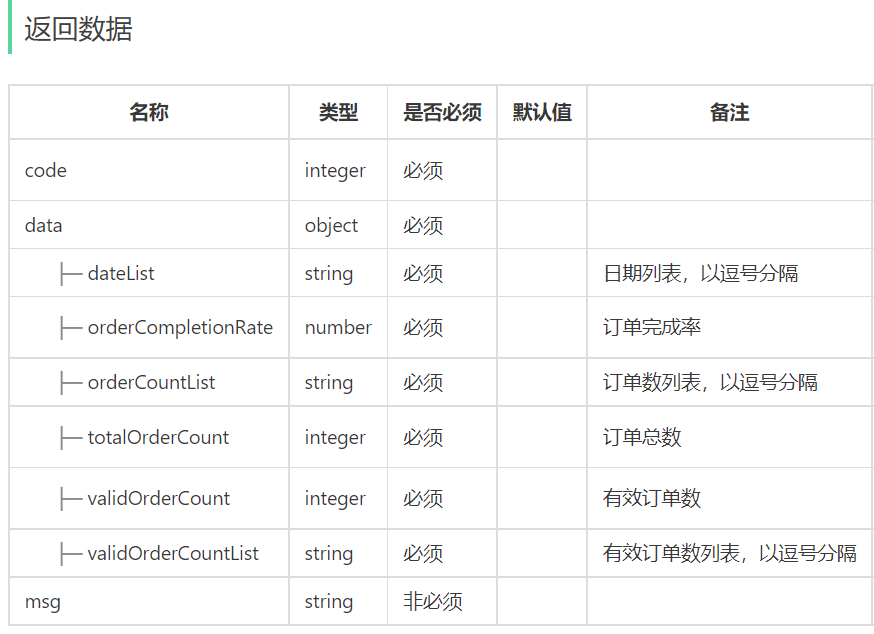 返回数据
名称 类型 是否必须 默认值 备注
code integer 必须
data object 必须
├─ dateList string 必须 日期列表，以逗号分隔
├─ orderCompletionRate number 必须 订单完成率
├─ orderCountList string 必须 订单数列表，以逗号分隔
├─ totalOrderCount integer 必须 订单总数
├─ validOrderCount integer 必须 有效订单数
├─ validOrderCountList string 必须 有效订单数列表，以逗号分隔
msg string 非必须